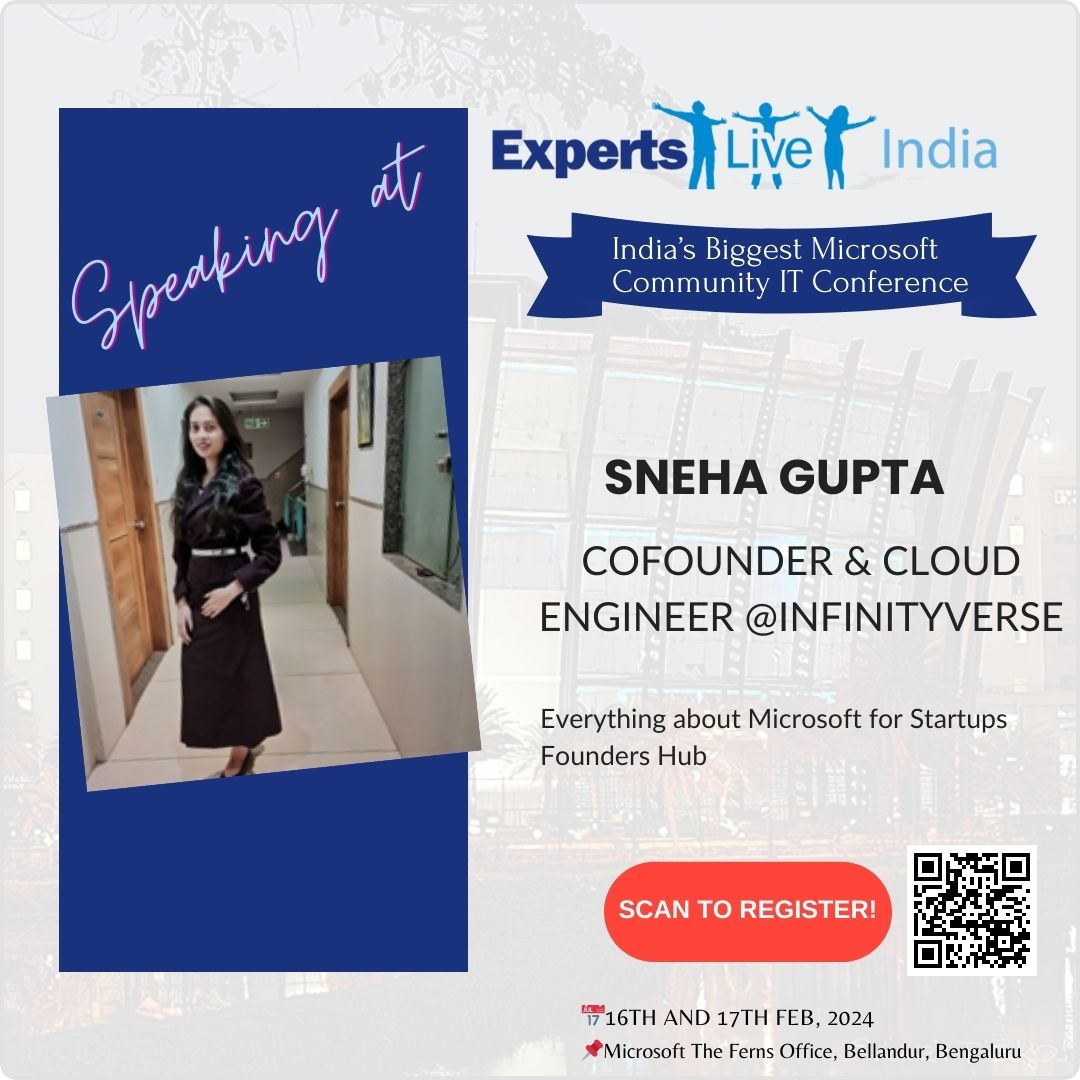 Speaking at
Experts Live India
India’s Biggest Microsoft
Community IT Conference
SNEHA GUPTA
COFOUNDER & CLOUD
ENGINEER @INFINITYVERSE
Everything about Microsoft for Startups
Founders Hub
SCAN TO REGISTER!
📅16TH AND 17TH FEB, 2024
📌Microsoft The Ferns Office, Bellandur, Bengaluru